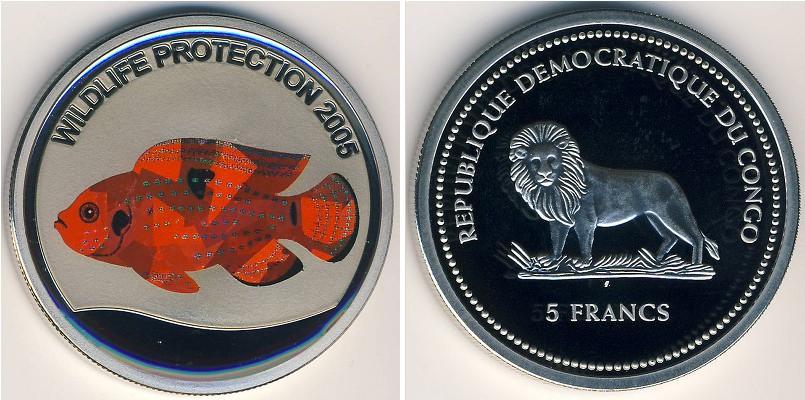 WILDLIFE PROTECTION 2005
REPUBLIQUE DEMOCRATIQUE DU CONGO
5 FRANCS